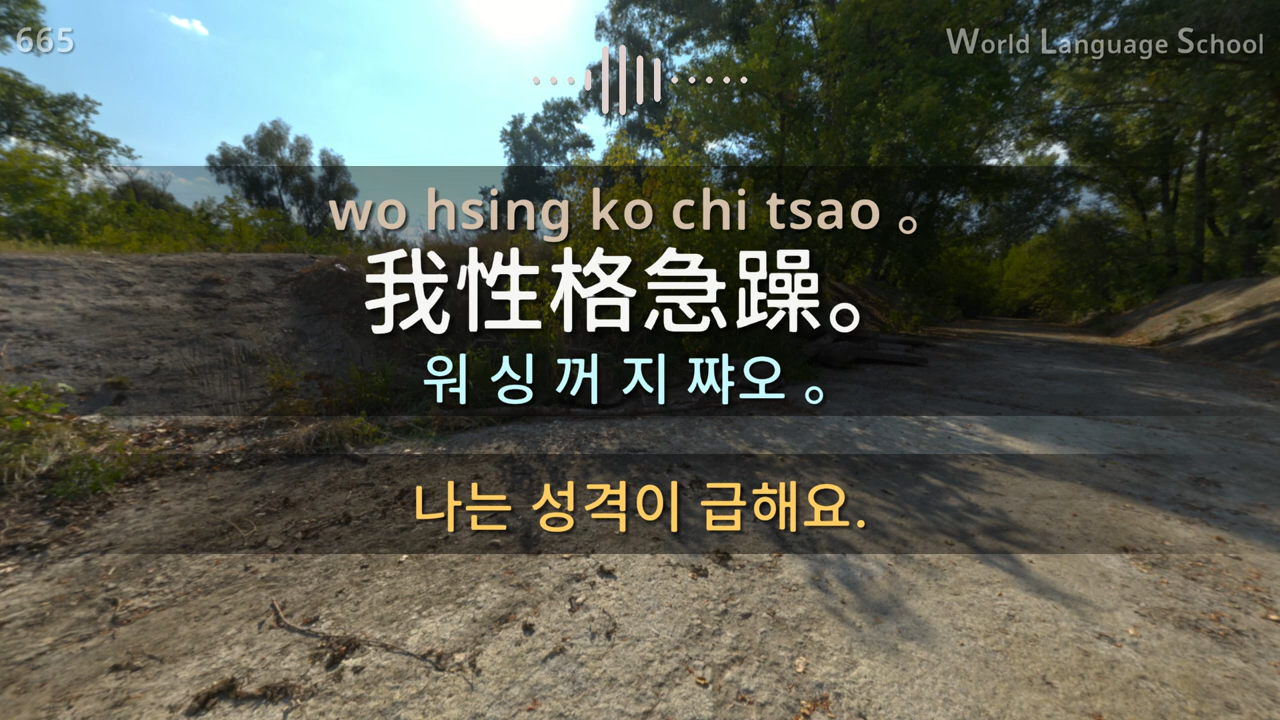 665
World Language School
wo hsing ko chi tsao 。
我性格急躁。
워 싱 꺼 지 쨔오 。
나는 성격이 급해요.